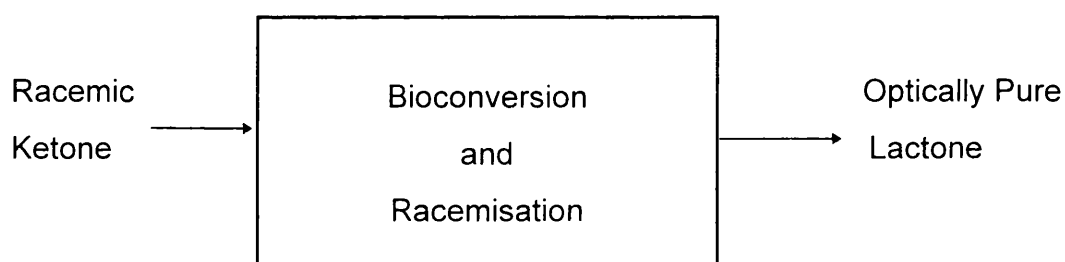 Racemic
Ketone
Bioconversion
and
Racemisation
Optically Pure
Lactone